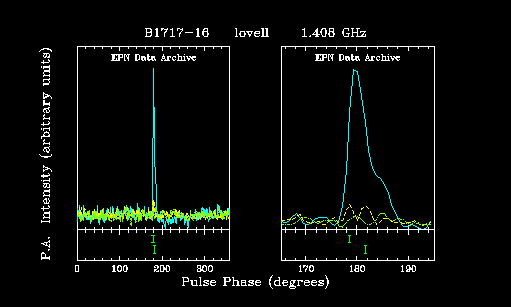 B1717-16 lovell 1.408 GHz
EPN Data Archive EPN Data Archive
P.A. Intensity (arbitrary units)
0 100 200 300 170 180 190
Pulse Phase (degrees)